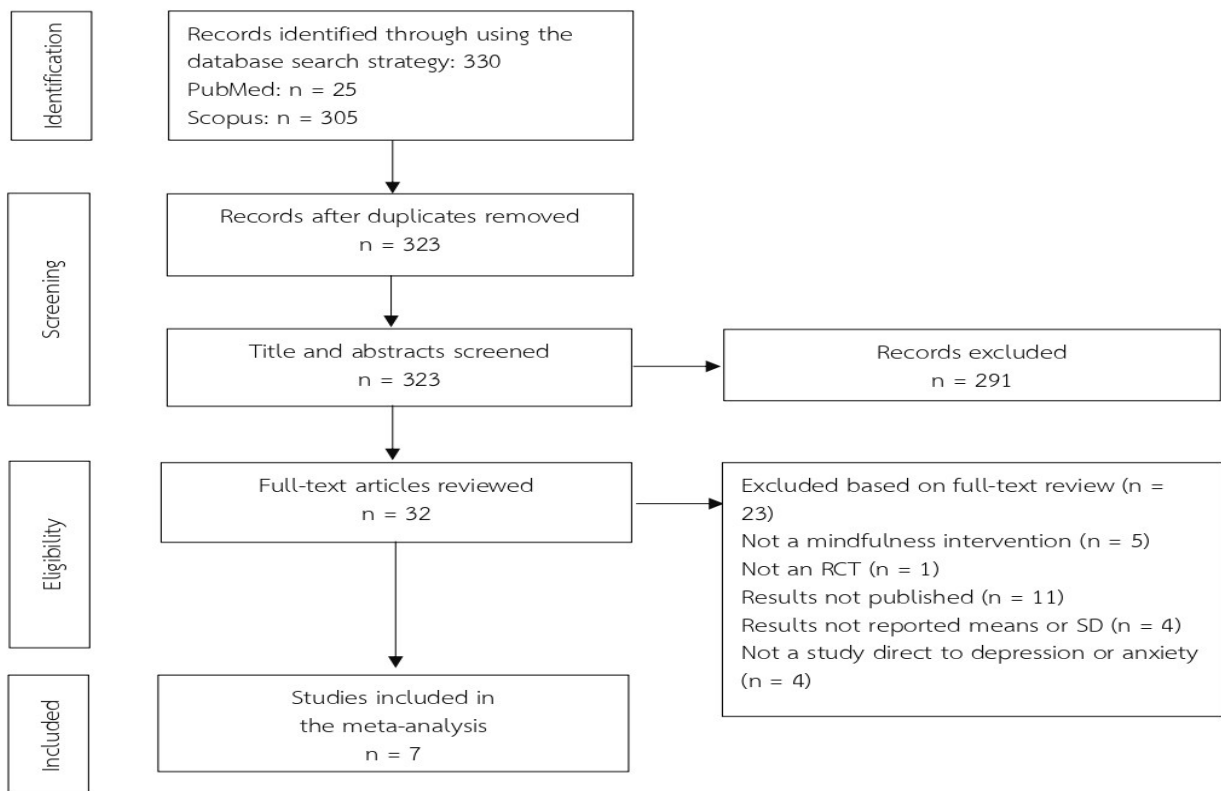 Identification
Records identified through using the
database search strategy: 330
PubMed: n = 25
Scopus: n = 305
Screening
Records after duplicates removed
n = 323
Title and abstracts screened
n = 323
Records excluded
n = 291
Eligibility
Full-text articles reviewed
n = 32
Excluded based on full-text review (n =
23)
Not a mindfulness intervention (n = 5)
Not an RCT (n = 1)
Results not published (n = 11)
Results not reported means or SD (n = 4)
Not a study direct to depression or anxiety
(n = 4)
Included
Studies included in
the meta-analysis
n = 7